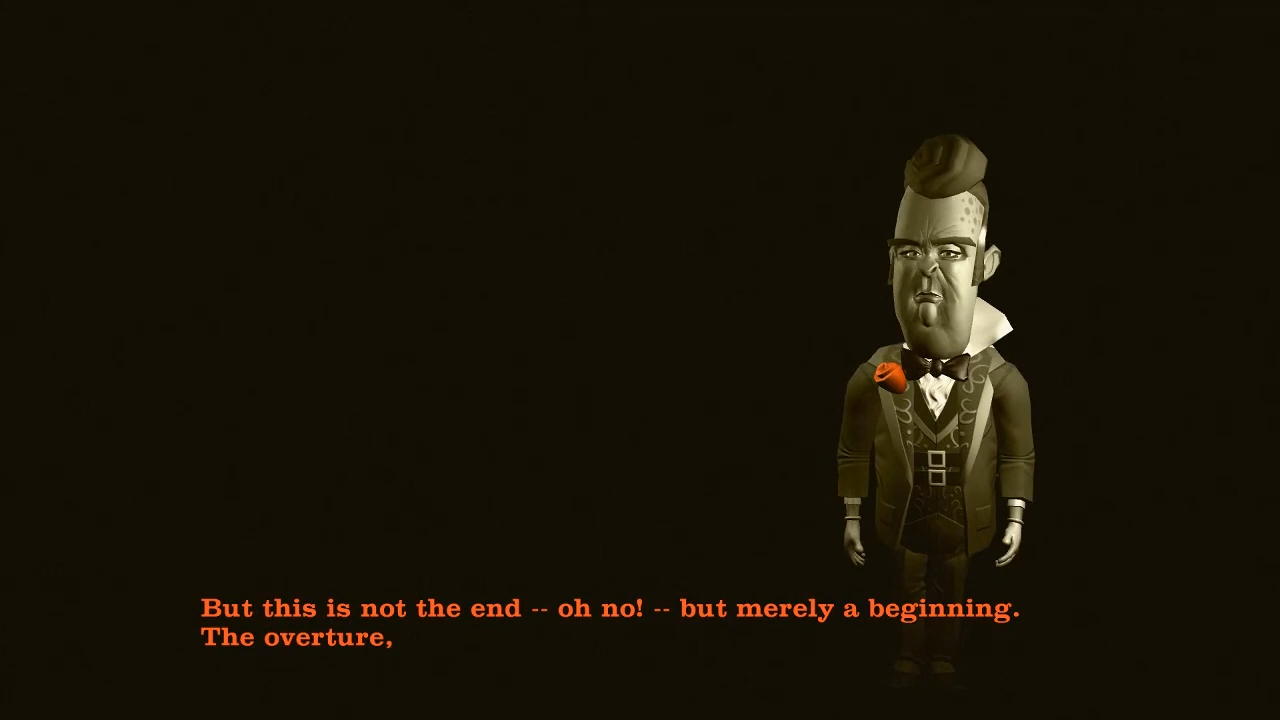 But this is not the end -- oh no! -- but merely a beginning.
The overture,